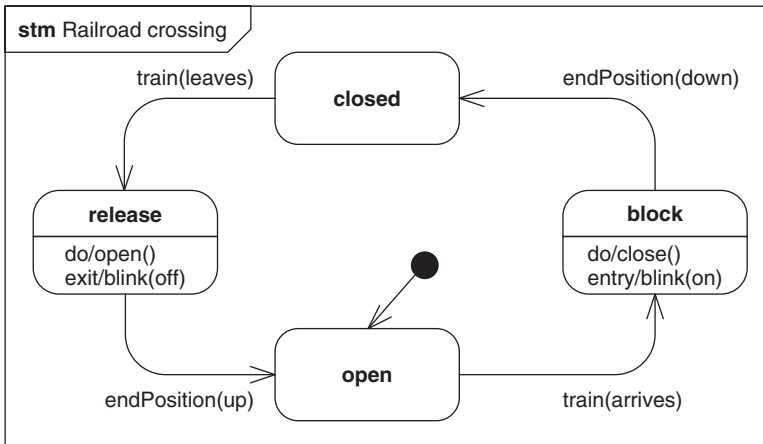 stm Railroad crossing
train(leaves)
closed
endPosition(down)
release
do/open()
exit/blink(off)
block
do/close()
entry/blink(on)
open
endPosition(up)
train(arrives)